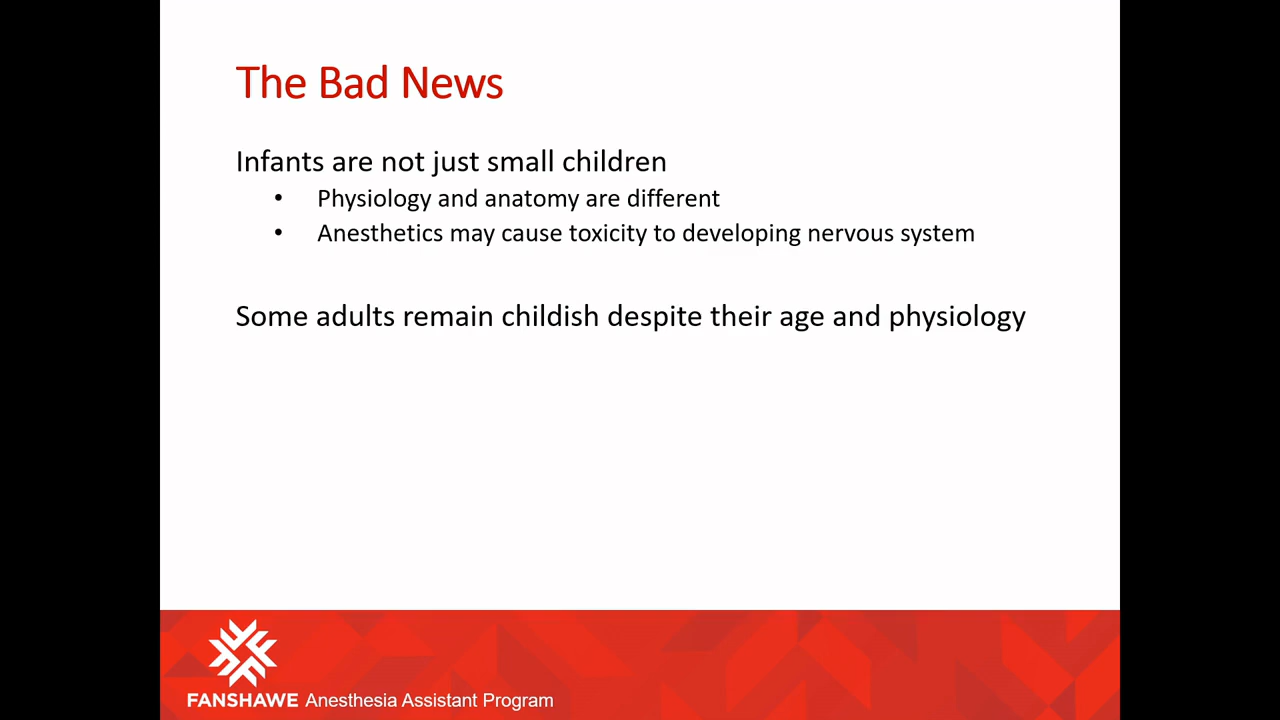 The Bad News
Infants are not just small children
• Physiology and anatomy are different
• Anesthetics may cause toxicity to developing nervous system
Some adults remain childish despite their age and physiology
FANSHAWE Anesthesia Assistant Program